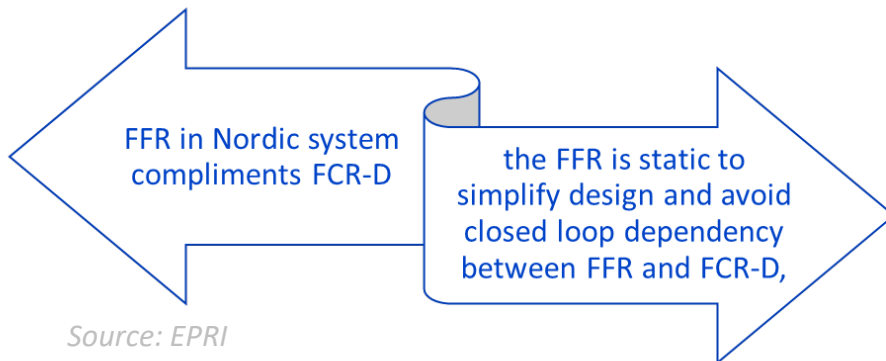 FFR in Nordic system
compliments FCR-D
the FFR is static to
simplify design and avoid
closed loop dependency
between FFR and FCR-D,
Source: EPRI